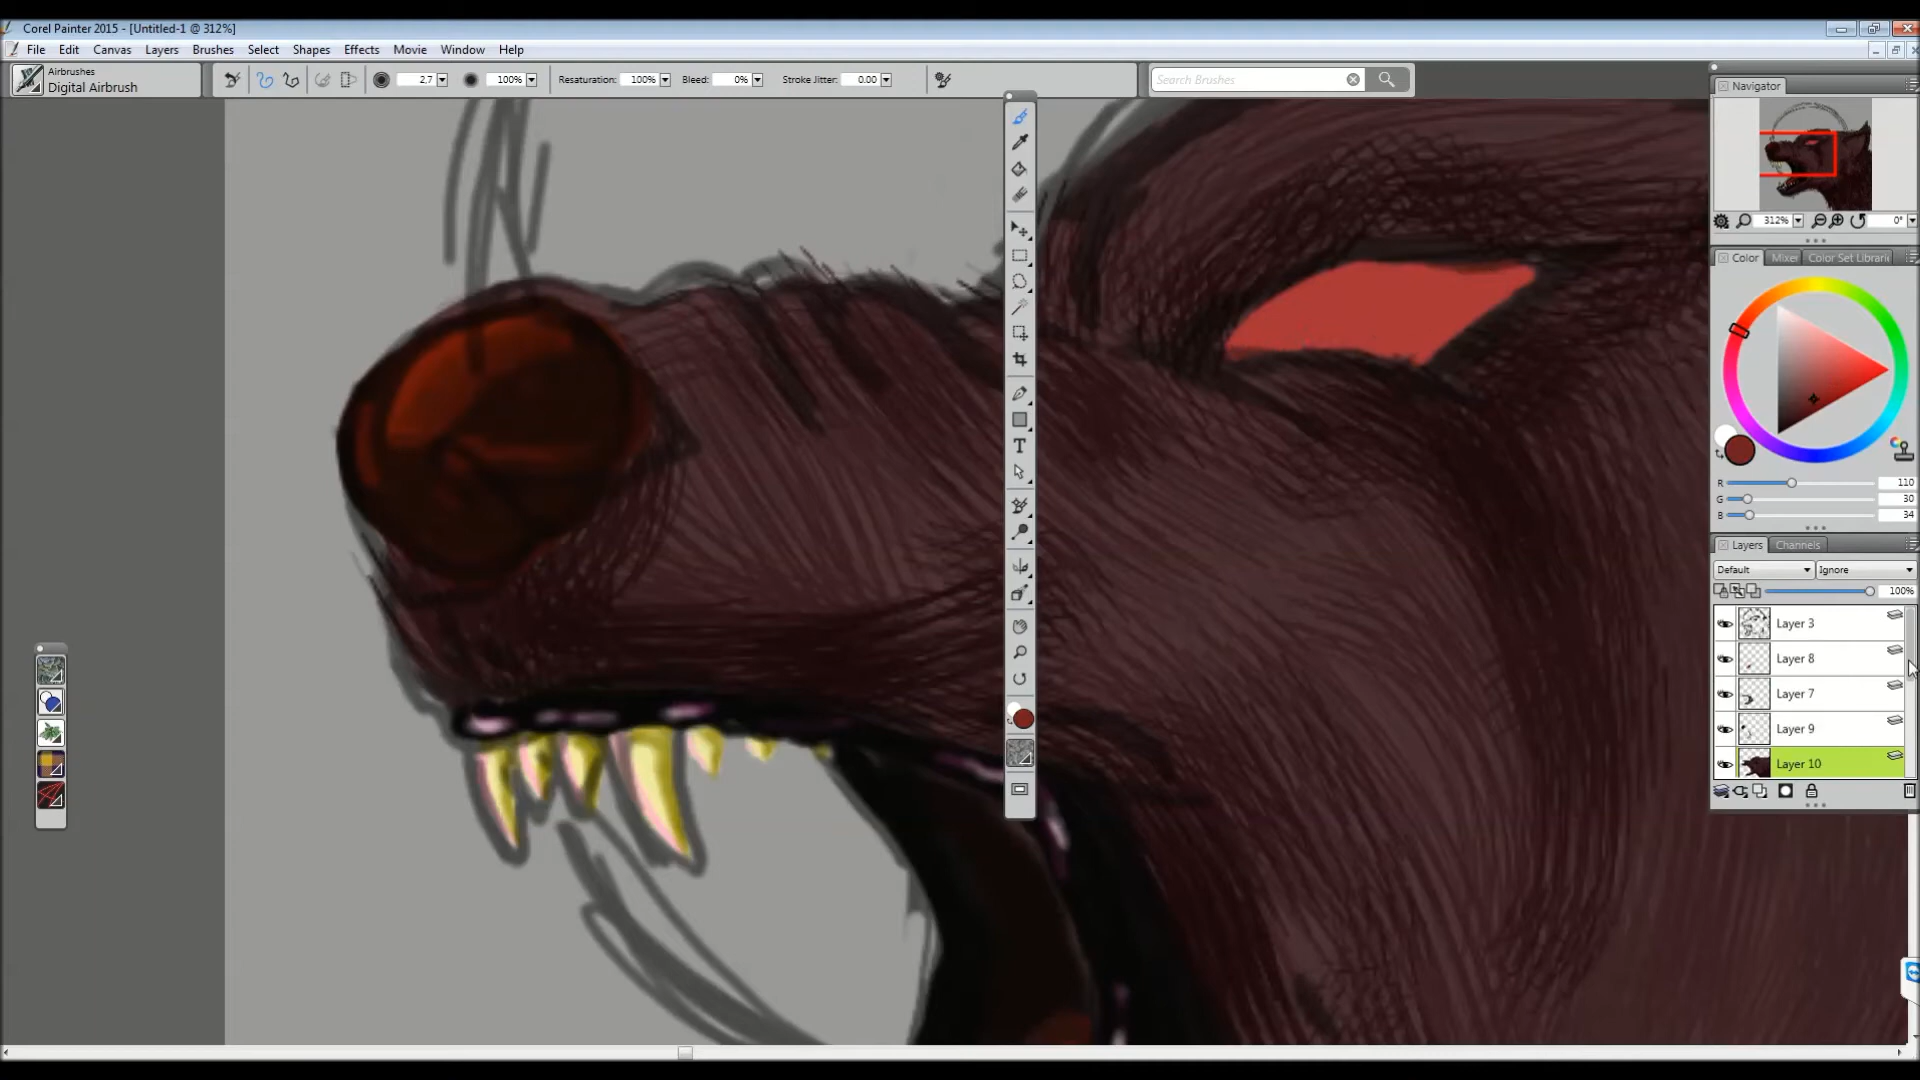 Corel Painter 2015 - [Untitled-1 @ 312%]
File Edit Canvas Layers Brushes Select Shapes Effects Movie Window Help
Airbrushes
Digital Airbrush
2.7 100% Resaturation: 100% Bleed: 0% Stroke Jitter: 0.00
Search Brushes
Navigator
312% 0°
Color Mixer Color Set Librari
R 110
G 30
B 34
Layers Channels
Default Ignore
100%
Layer 3
Layer 8
Layer 7
Layer 9
Layer 10
T